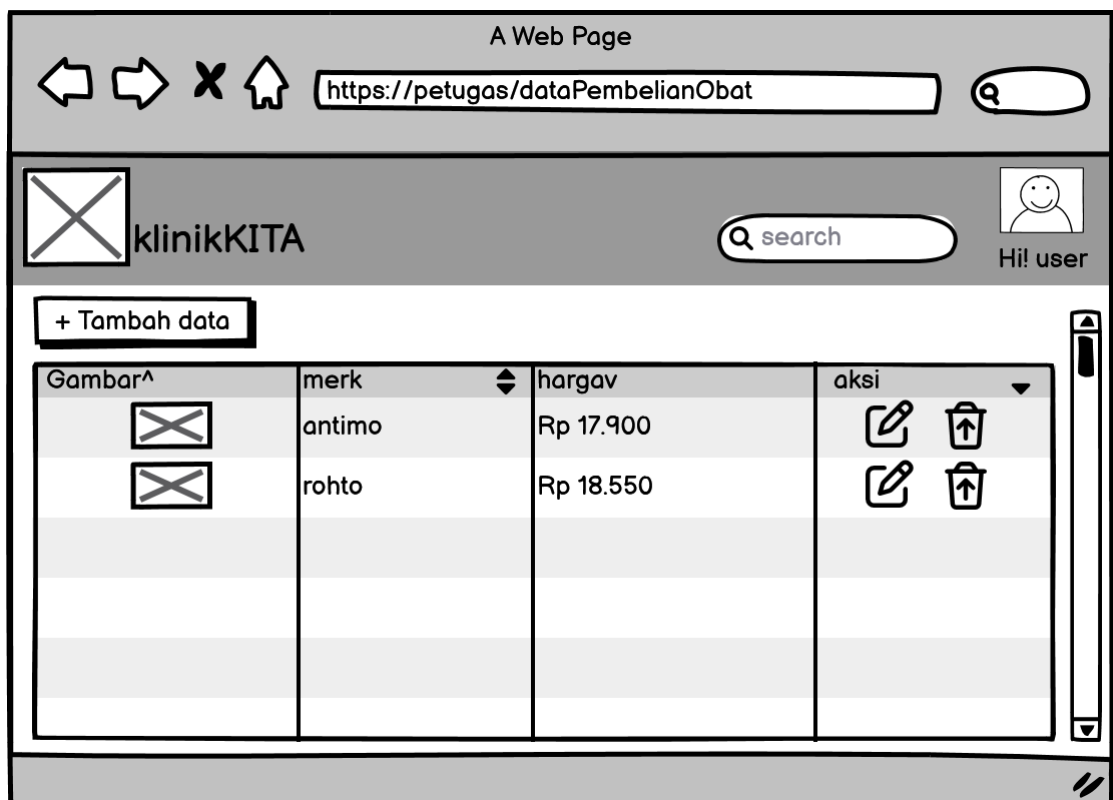 A Web Page
https://petugas/dataPembelianObat
klinikKITA
search
Hi! user
+ Tambah data
Gambar^ merk hargav aksi
antimo Rp 17.900
rohto Rp 18.550